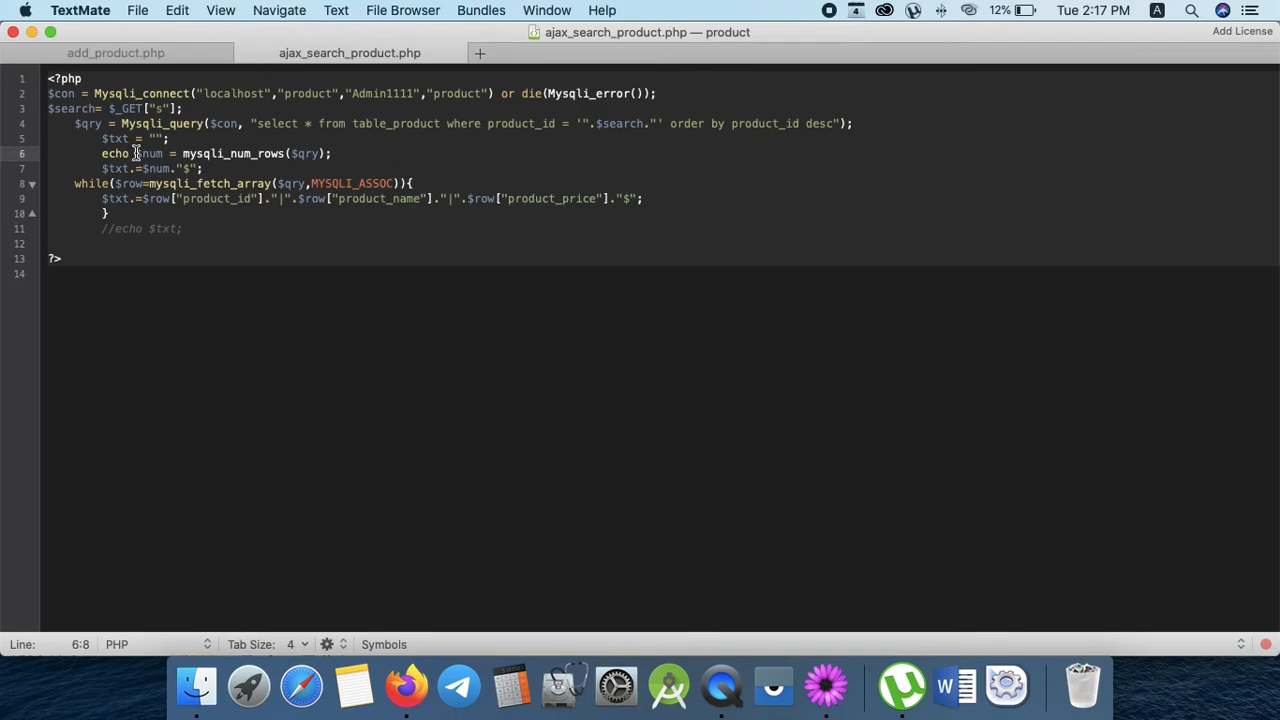 TextMate File Edit View Navigate Text File Browser Bundles Window Help 4 12% Tue 2:17 PM A
ajax_search_product.php — product Add License
add_product.php ajax_search_product.php +
1 <?php
2 $con = Mysqli_connect("localhost","product","Admin1111","product") or die(Mysqli_error());
3 $search= $_GET["s"];
4 $qry = Mysqli_query($con, "select * from table_product where product_id = '".$search."' order by product_id desc");
5 $txt = "";
6 echo $num = mysqli_num_rows($qry);
7 $txt.=$num."$";
8 while($row=mysqli_fetch_array($qry,MYSQLI_ASSOC)){
9 $txt.=$row["product_id"]."|".$row["product_name"]."|".$row["product_price"]."$";
10 }
11 //echo $txt;
12
13 ?>
14
Line: 6:8 PHP Tab Size: 4 Symbols
W